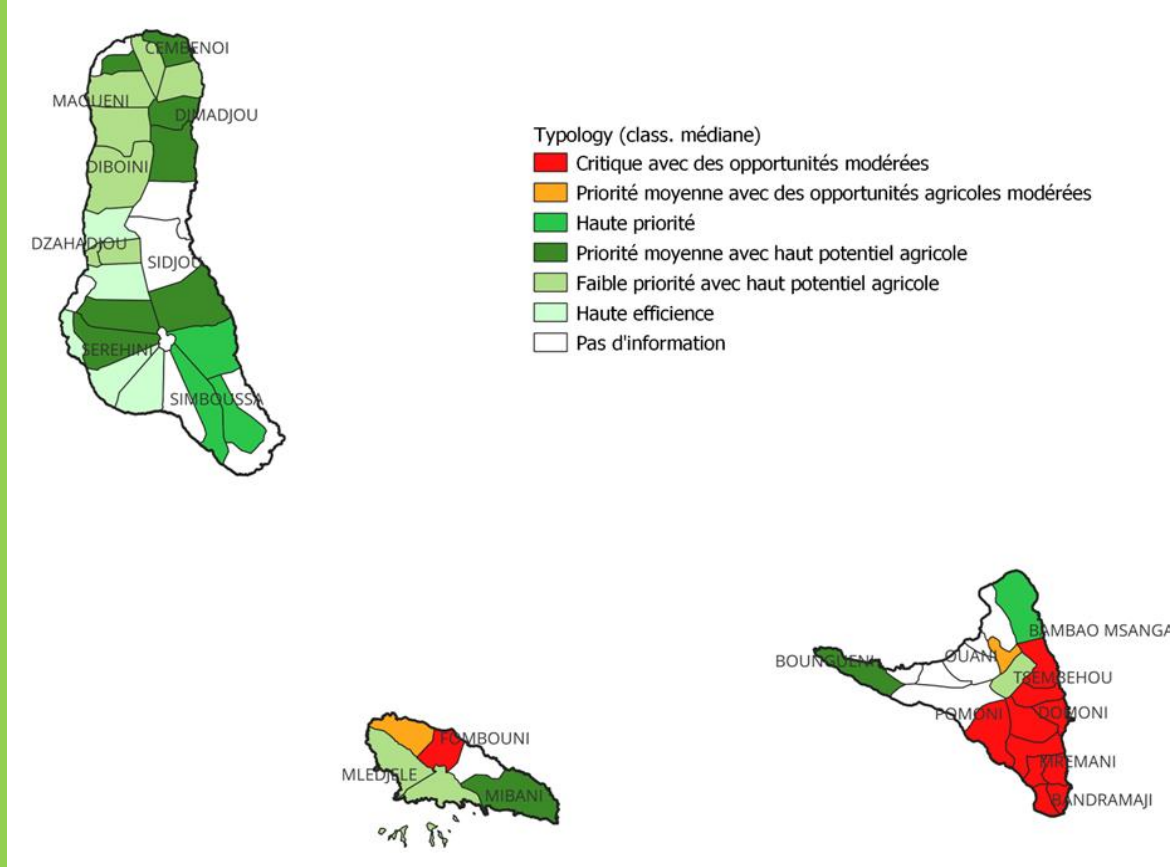 CEMBENOI
MAOUENI
DIMADJOU
DIBOINI
DZAHADJOU
SIDJOU
SEREHINI
SIMBOUSSA
Typology (class. médiane)
Critique avec des opportunités modérées
Priorité moyenne avec des opportunités agricoles modérées
Haute priorité
Priorité moyenne avec haut potentiel agricole
Faible priorité avec haut potentiel agricole
Haute efficience
Pas d'information
FOMBOUNI
MLEDJELE
MIBANI
BAMBAO MSANGA
OUANI
BOUNGUENI
TSEMBEHOU
POMONI
DOMONI
MREMANI
BANDRAMAJI